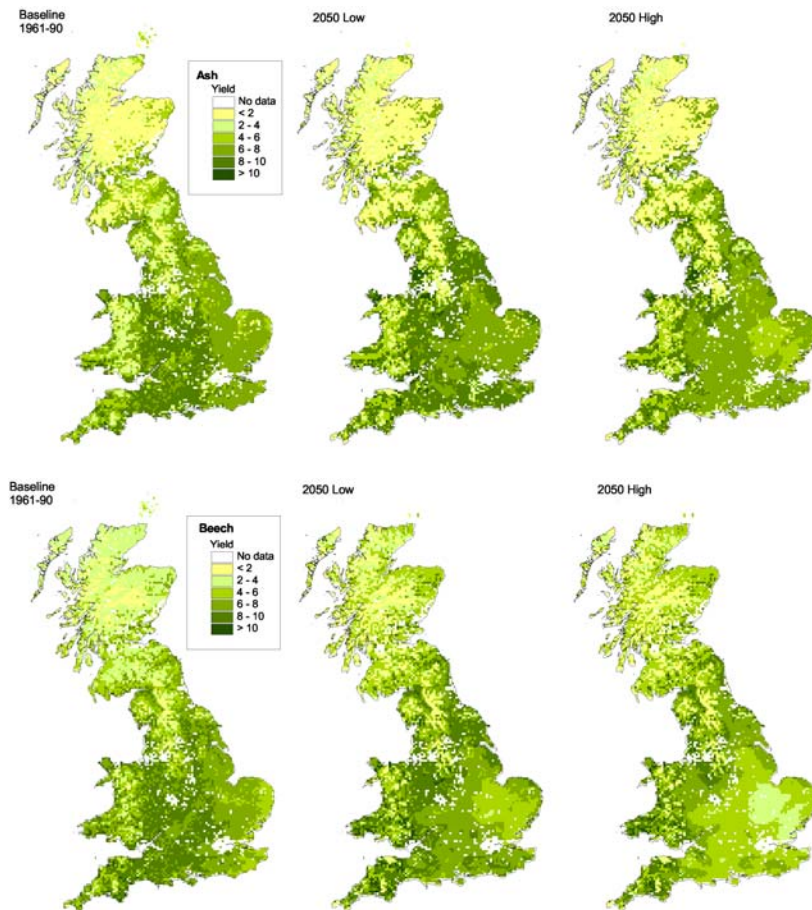 Baseline
1961-90
2050 Low
2050 High
Ash
Yield
No data
< 2
2 - 4
4 - 6
6 - 8
8 - 10
> 10
Baseline
1961-90
2050 Low
2050 High
Beech
Yield
No data
< 2
2 - 4
4 - 6
6 - 8
8 - 10
> 10